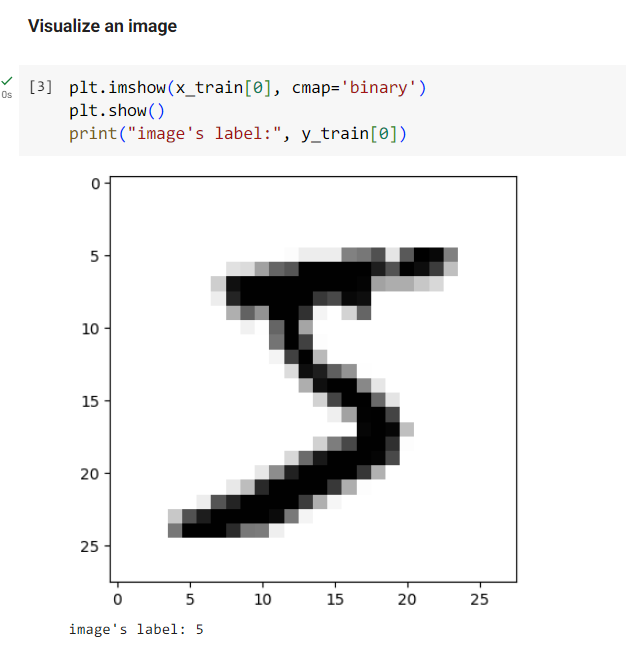 Visualize an image
0s
[3] plt.imshow(x_train[0], cmap='binary')
plt.show()
print("image's label:", y_train[0])
0
5
10
15
20
25
0 5 10 15 20 25
image's label: 5